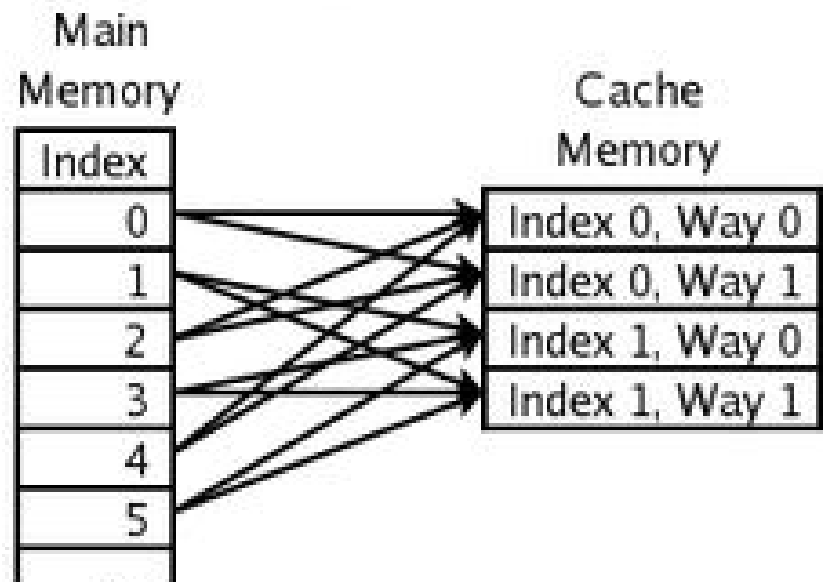 Main
Memory
Index
0
1
2
3
4
5
Cache
Memory
Index 0, Way 0
Index 0, Way 1
Index 1, Way 0
Index 1, Way 1